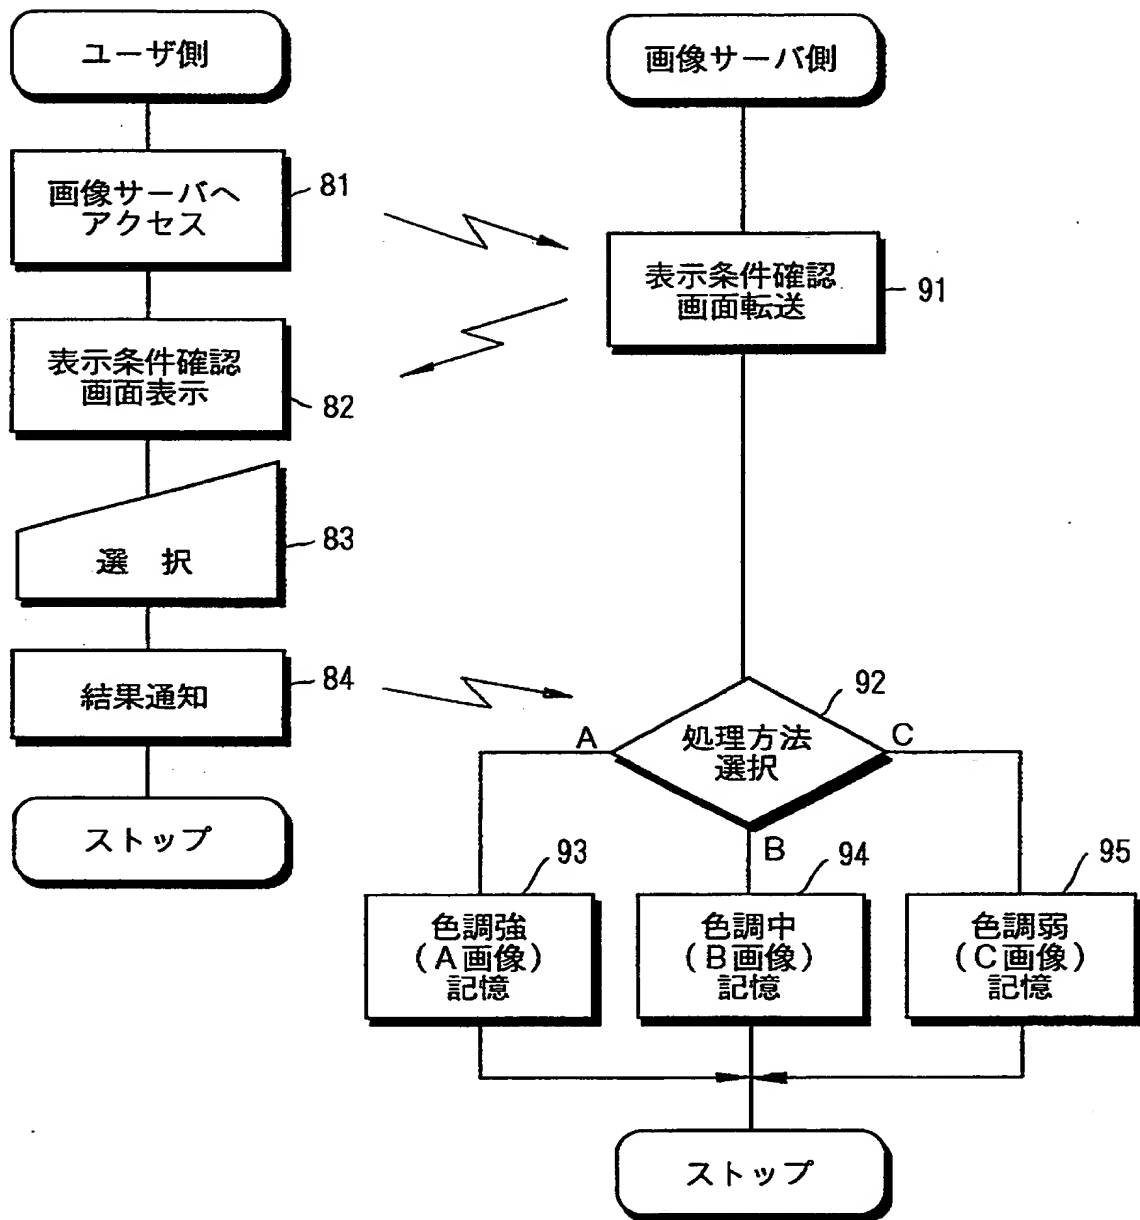 ユーザ側
画像サーバへ
アクセス
81
表示条件確認
画面表示
82
選 択
83
結果通知
84
ストップ
画像サーバ側
表示条件確認
画面転送
91
処理方法
選択
92
A
B
C
色調強
(A画像)
記憶
93
色調中
(B画像)
記憶
94
色調弱
(C画像)
記憶
95
ストップ